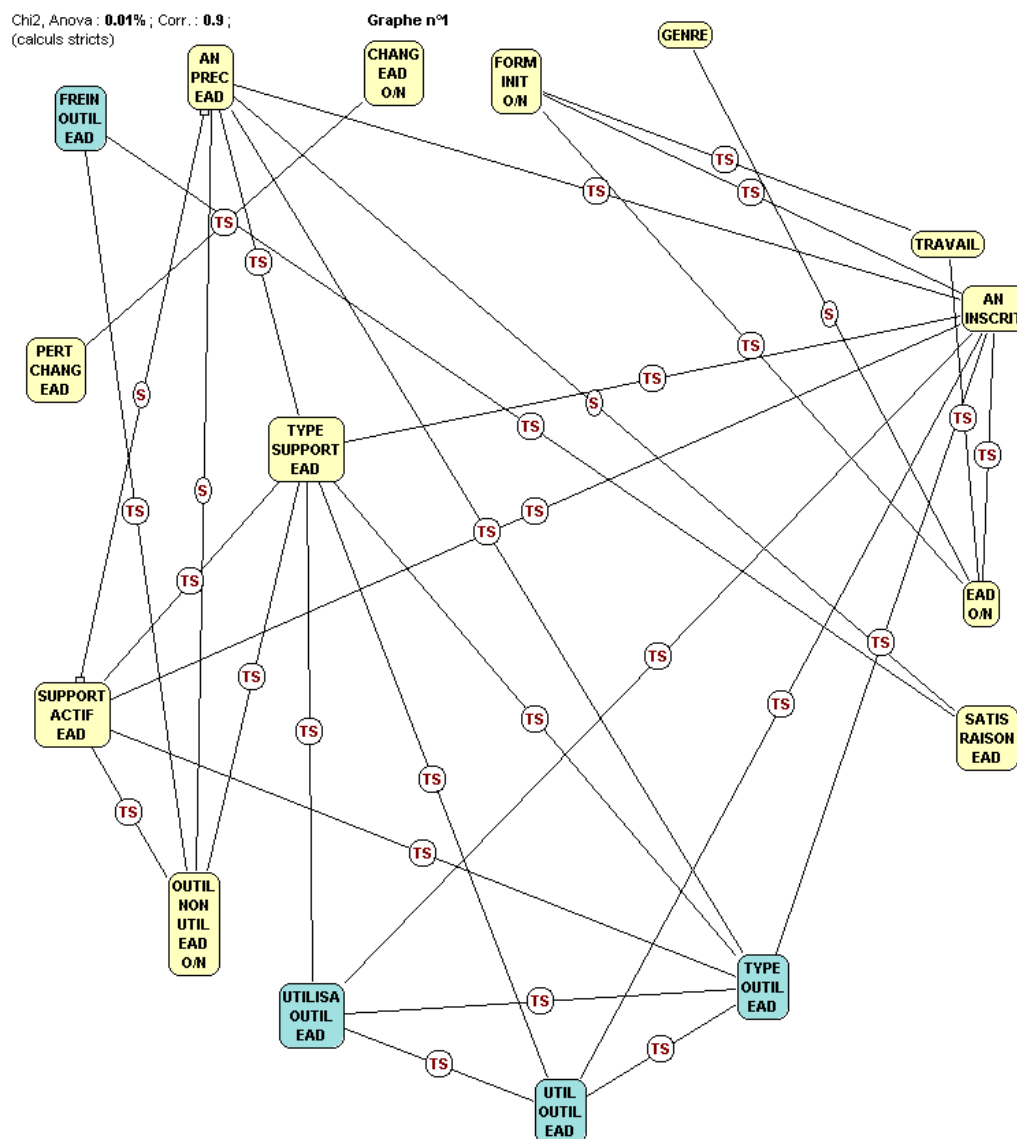 Chi2, Anova : 0.01% ; Corr. : 0.9 ;
(calculs stricts)
Graphe n°1
GENRE
AN
PREC
EAD
CHANG
EAD
O/N
FORM
INIT
O/N
FREIN
OUTIL
EAD
TS
TS
TS
TS
TRAVAIL
TS
AN
INSCRIT
S
TS
PERT
CHANG
EAD
TS
S
S
TS
TS
TYPE
SUPPORT
EAD
TS
S
TS
TS
TS
TS
EAD
O/N
TS
TS
TS
SUPPORT
ACTIF
EAD
TS
TS
TS
SATIS
RAISON
EAD
TS
TS
TS
OUTIL
NON
UTIL
EAD
O/N
TYPE
OUTIL
EAD
UTILISA
OUTIL
EAD
TS
TS
TS
UTIL
OUTIL
EAD